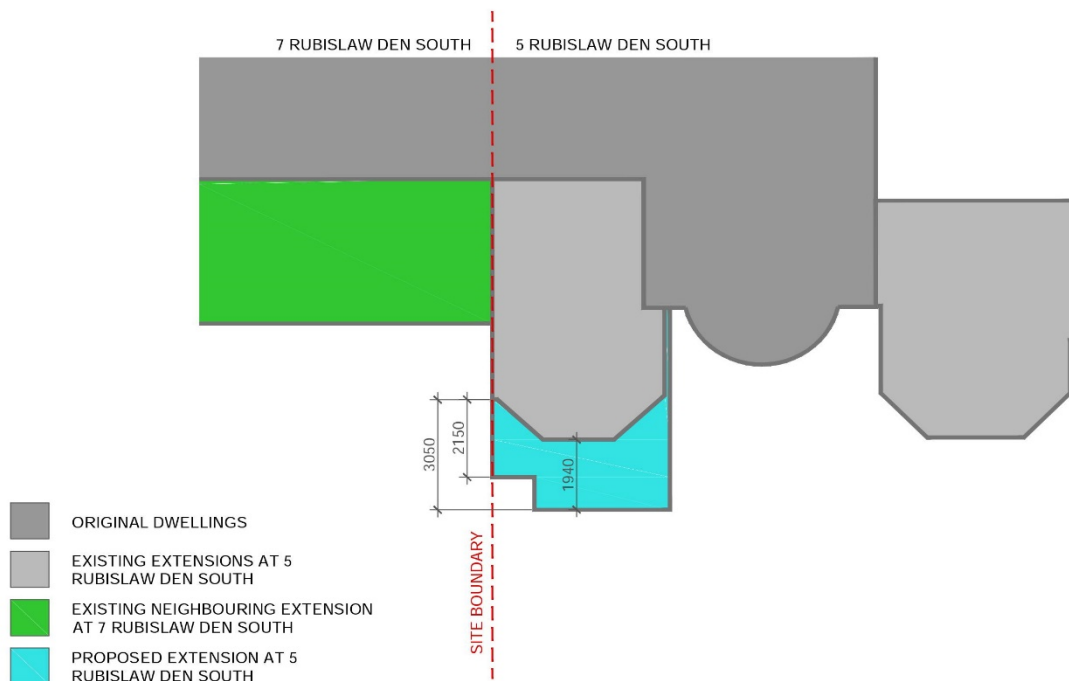 7 RUBISLAW DEN SOUTH
5 RUBISLAW DEN SOUTH
3050
2150
1940
SITE BOUNDARY
ORIGINAL DWELLINGS
EXISTING EXTENSIONS AT 5
RUBISLAW DEN SOUTH
EXISTING NEIGHBOURING EXTENSION
AT 7 RUBISLAW DEN SOUTH
PROPOSED EXTENSION AT 5
RUBISLAW DEN SOUTH